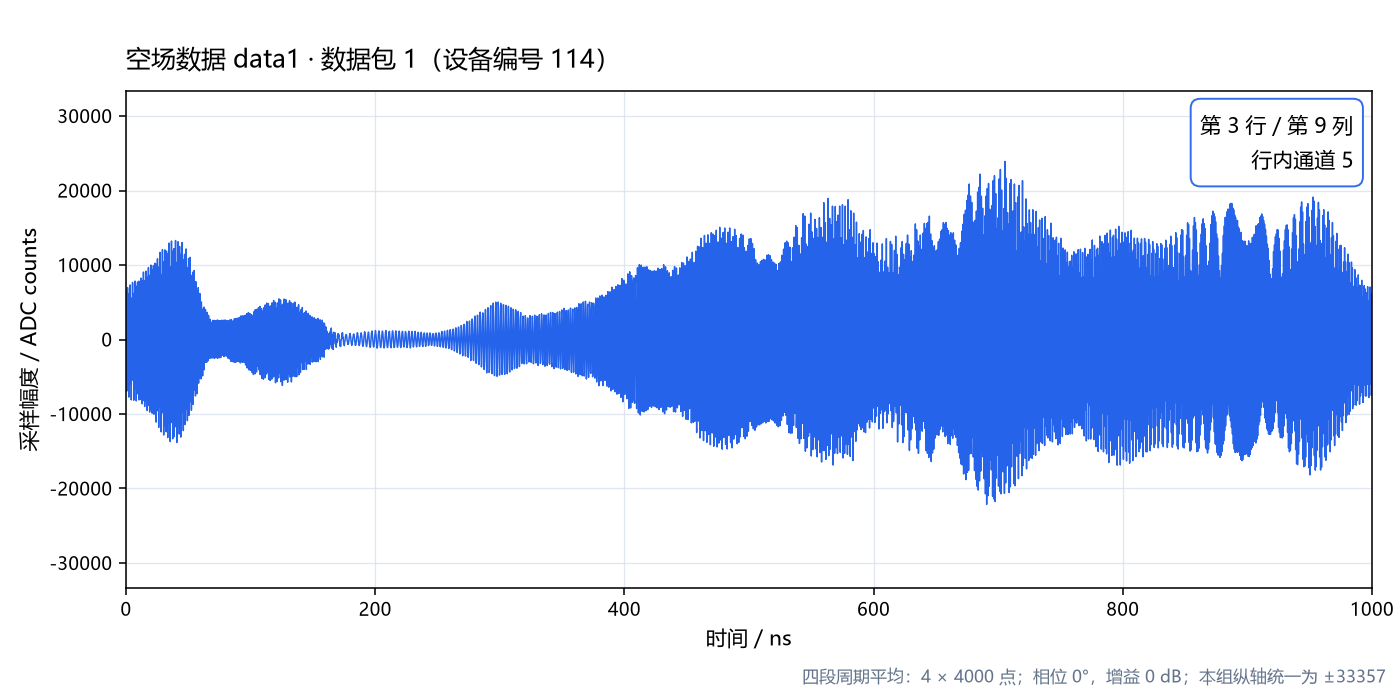 空场数据 data1 · 数据包 1（设备编号 114）
第 3 行 / 第 9 列
行内通道 5
30000
20000
10000
0
-10000
-20000
-30000
采样幅度 / ADC counts
0 200 400 600 800 1000
时间 / ns
四段周期平均：4 × 4000 点；相位 0°，增益 0 dB；本组纵轴统一为 ±33357